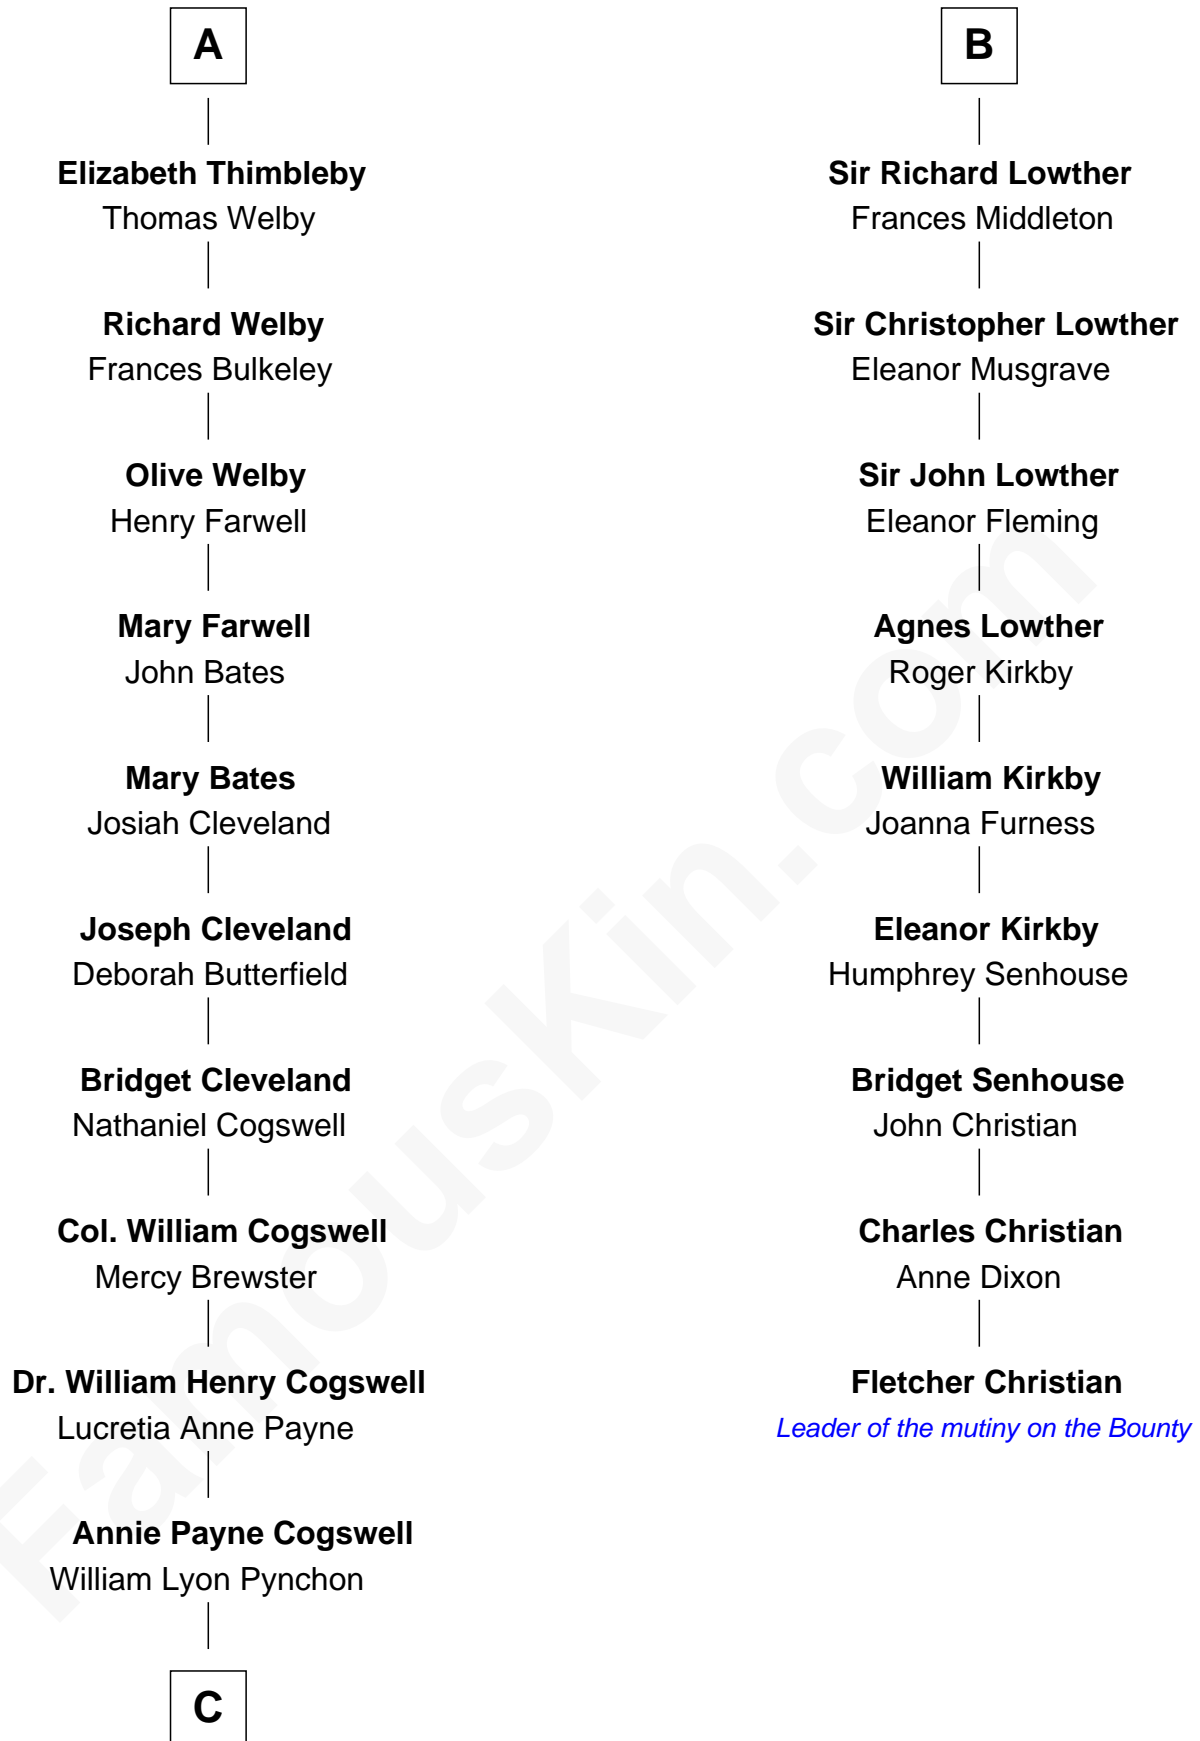 A
Elizabeth Thimbleby
Thomas Welby
Richard Welby
Frances Bulkeley
Olive Welby
Henry Farwell
Mary Farwell
John Bates
Mary Bates
Josiah Cleveland
Joseph Cleveland
Deborah Butterfield
Bridget Cleveland
Nathaniel Cogswell
Col. William Cogswell
Mercy Brewster
Dr. William Henry Cogswell
Lucretia Anne Payne
Annie Payne Cogswell
William Lyon Pynchon
C
B
Sir Richard Lowther
Frances Middleton
Sir Christopher Lowther
Eleanor Musgrave
Sir John Lowther
Eleanor Fleming
Agnes Lowther
Roger Kirkby
William Kirkby
Joanna Furness
Eleanor Kirkby
Humphrey Senhouse
Bridget Senhouse
John Christian
Charles Christian
Anne Dixon
Fletcher Christian
Leader of the mutiny on the Bounty
FamousKin.com